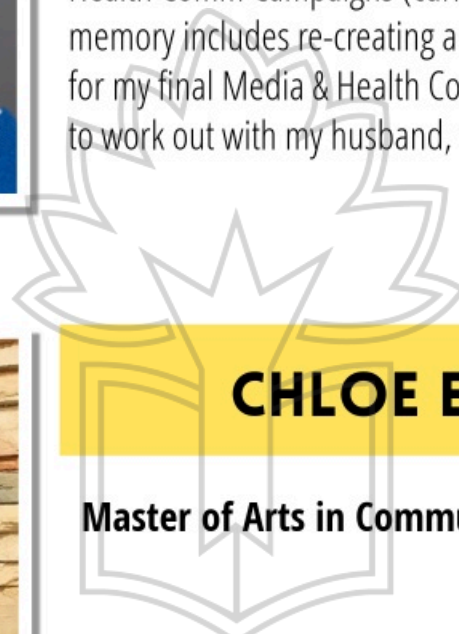 memory includes re-creating a
for my final Media & Health Co
to work out with my husband,
CHLOE E
Master of Arts in Commu